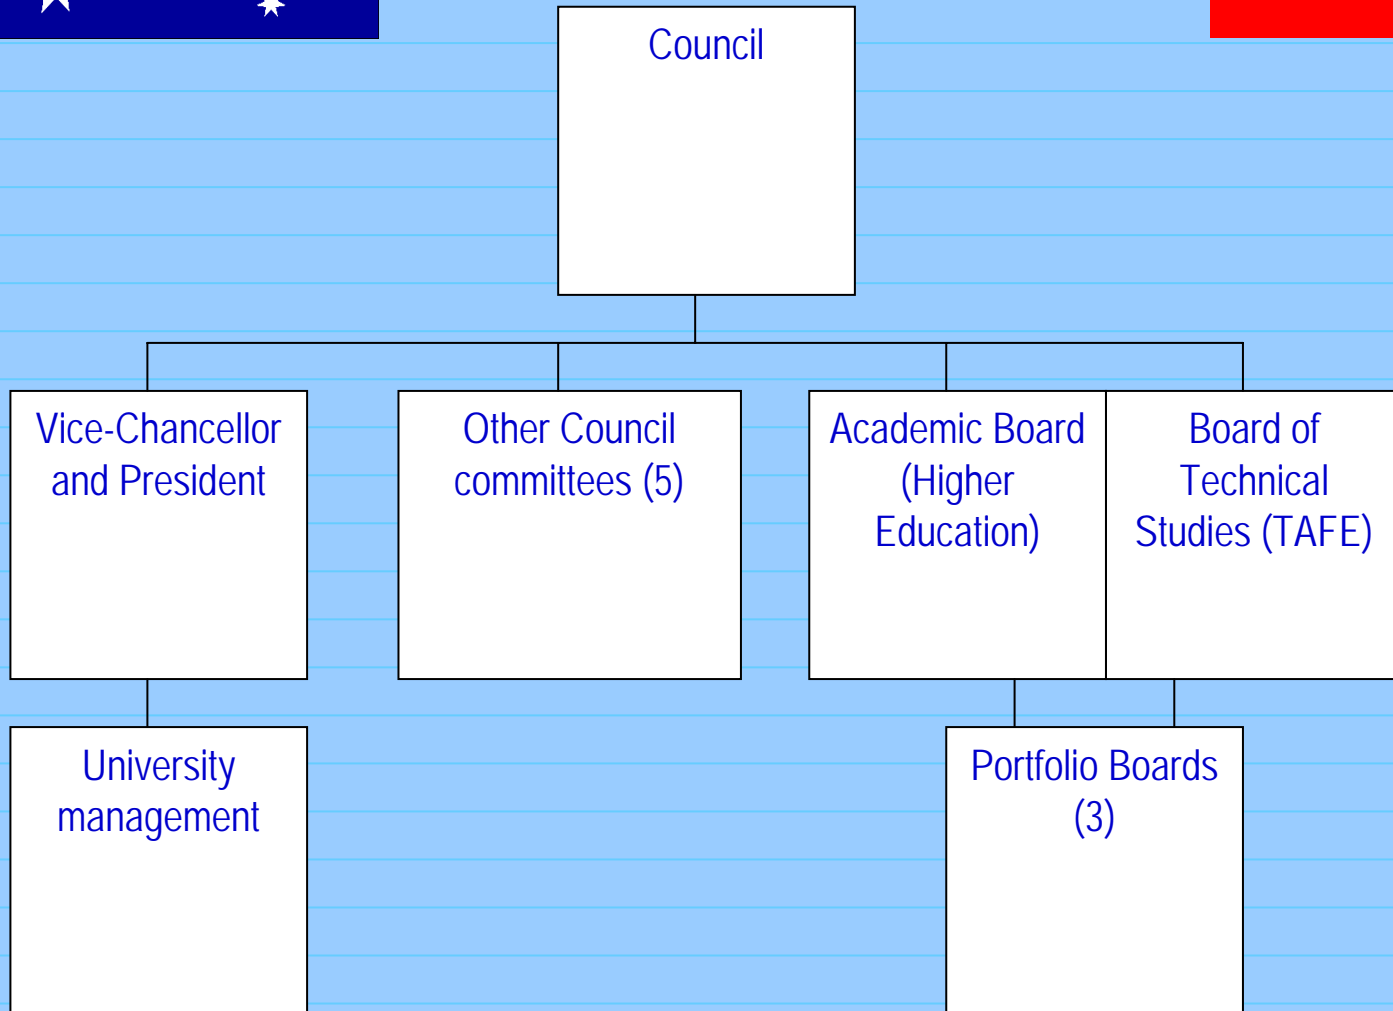 Council
Vice-Chancellor
and President
Other Council
committees (5)
Academic Board
(Higher
Education)
Board of
Technical
Studies (TAFE)
University
management
Portfolio Boards
(3)